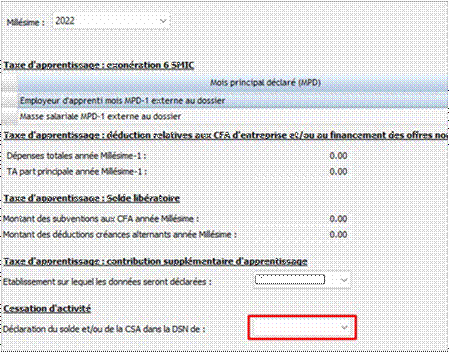 Millésime : 2022
Taxe d'apprentissage : exonération 6 SMIC
Mois principal déclaré (MPD)
Employeur d'apprenti mois MPD-1 externe au dossier
Masse salariale MPD-1 externe au dossier
Taxe d'apprentissage : déduction relatives aux CFA d'entreprise et/ou au financement des offres
Dépenses totales année Millésime-1 : 0.00
TA part principale année Millésime-1 : 0.00
Taxe d'apprentissage : Solde libératoire
Montant des subventions aux CFA année Millésime : 0.00
Montant des déductions créances alternants année Millésime : 0.00
Taxe d'apprentissage : contribution supplémentaire d'apprentissage
Etablissement sur lequel les données seront déclarées :
Cessation d'activité
Déclaration du solde et/ou de la CSA dans la DSN de :